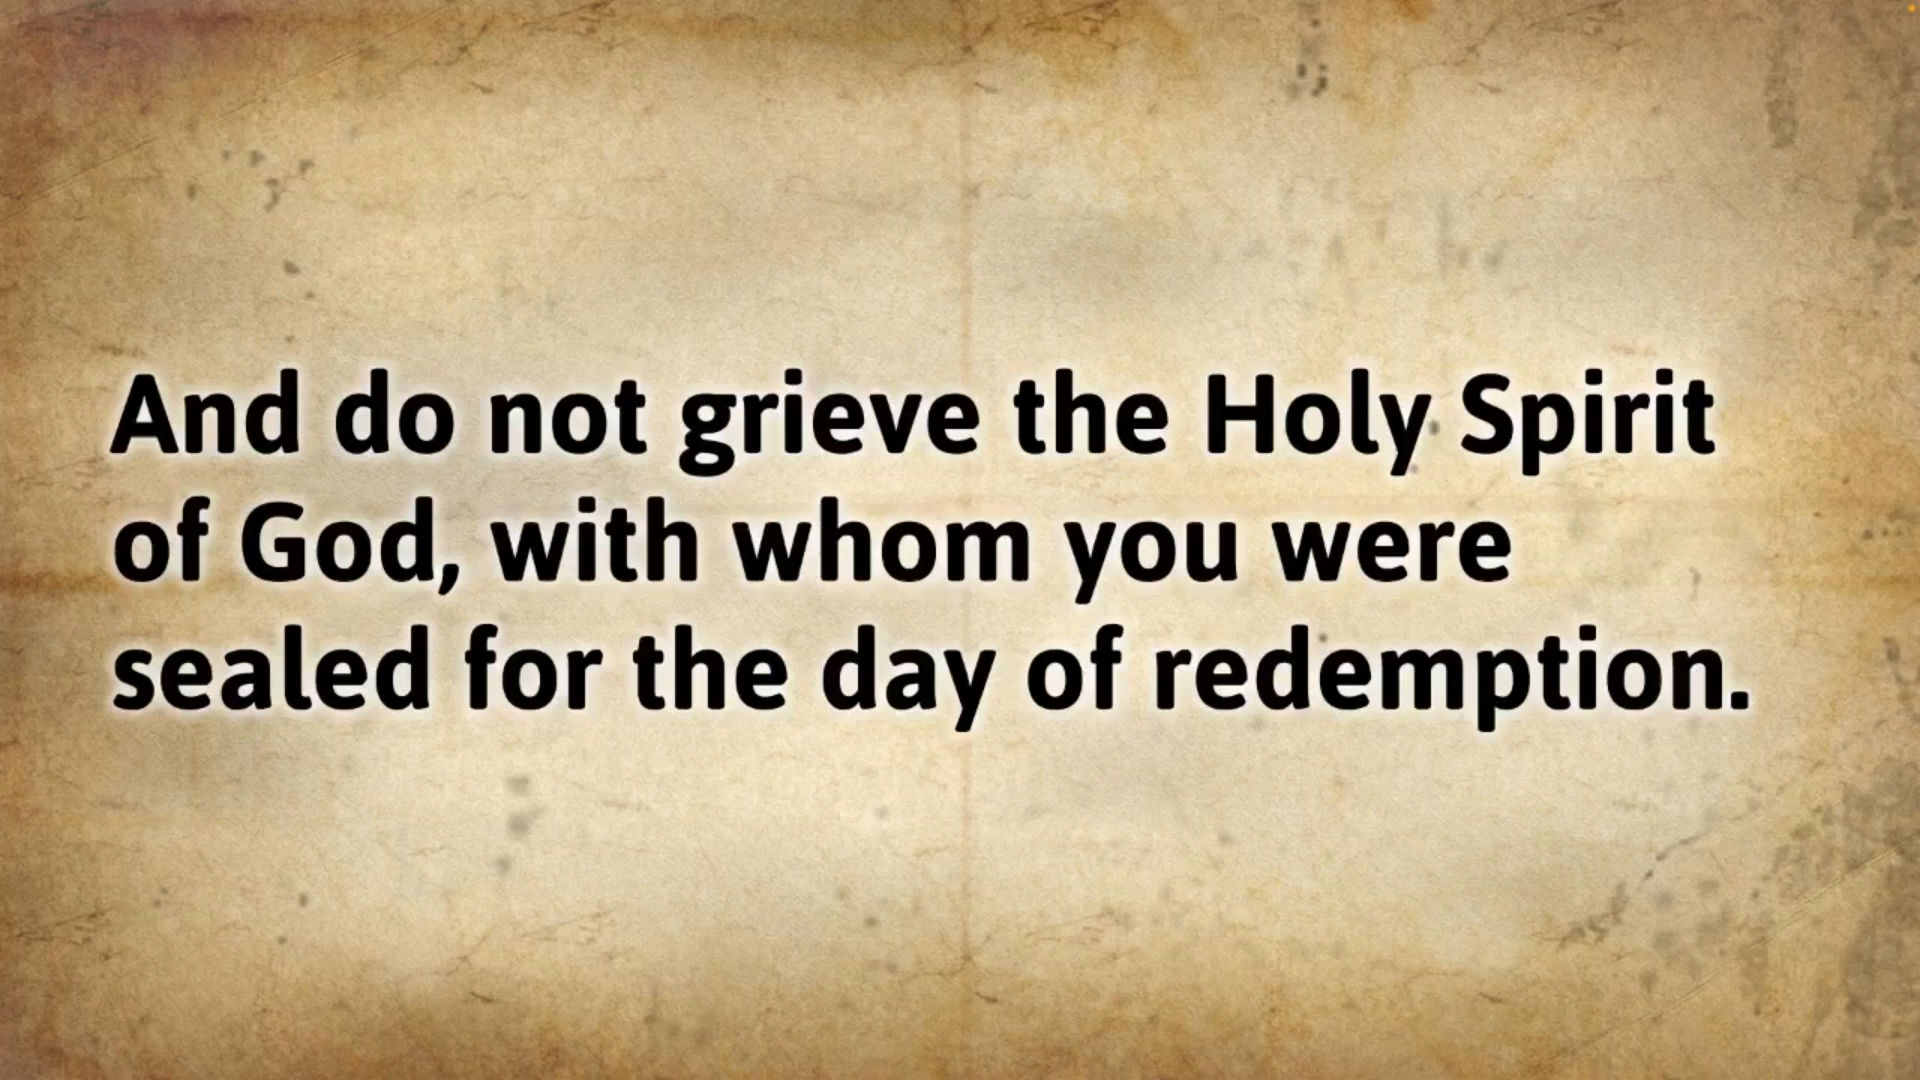 And do not grieve the Holy Spirit
of God, with whom you were
sealed for the day of redemption.